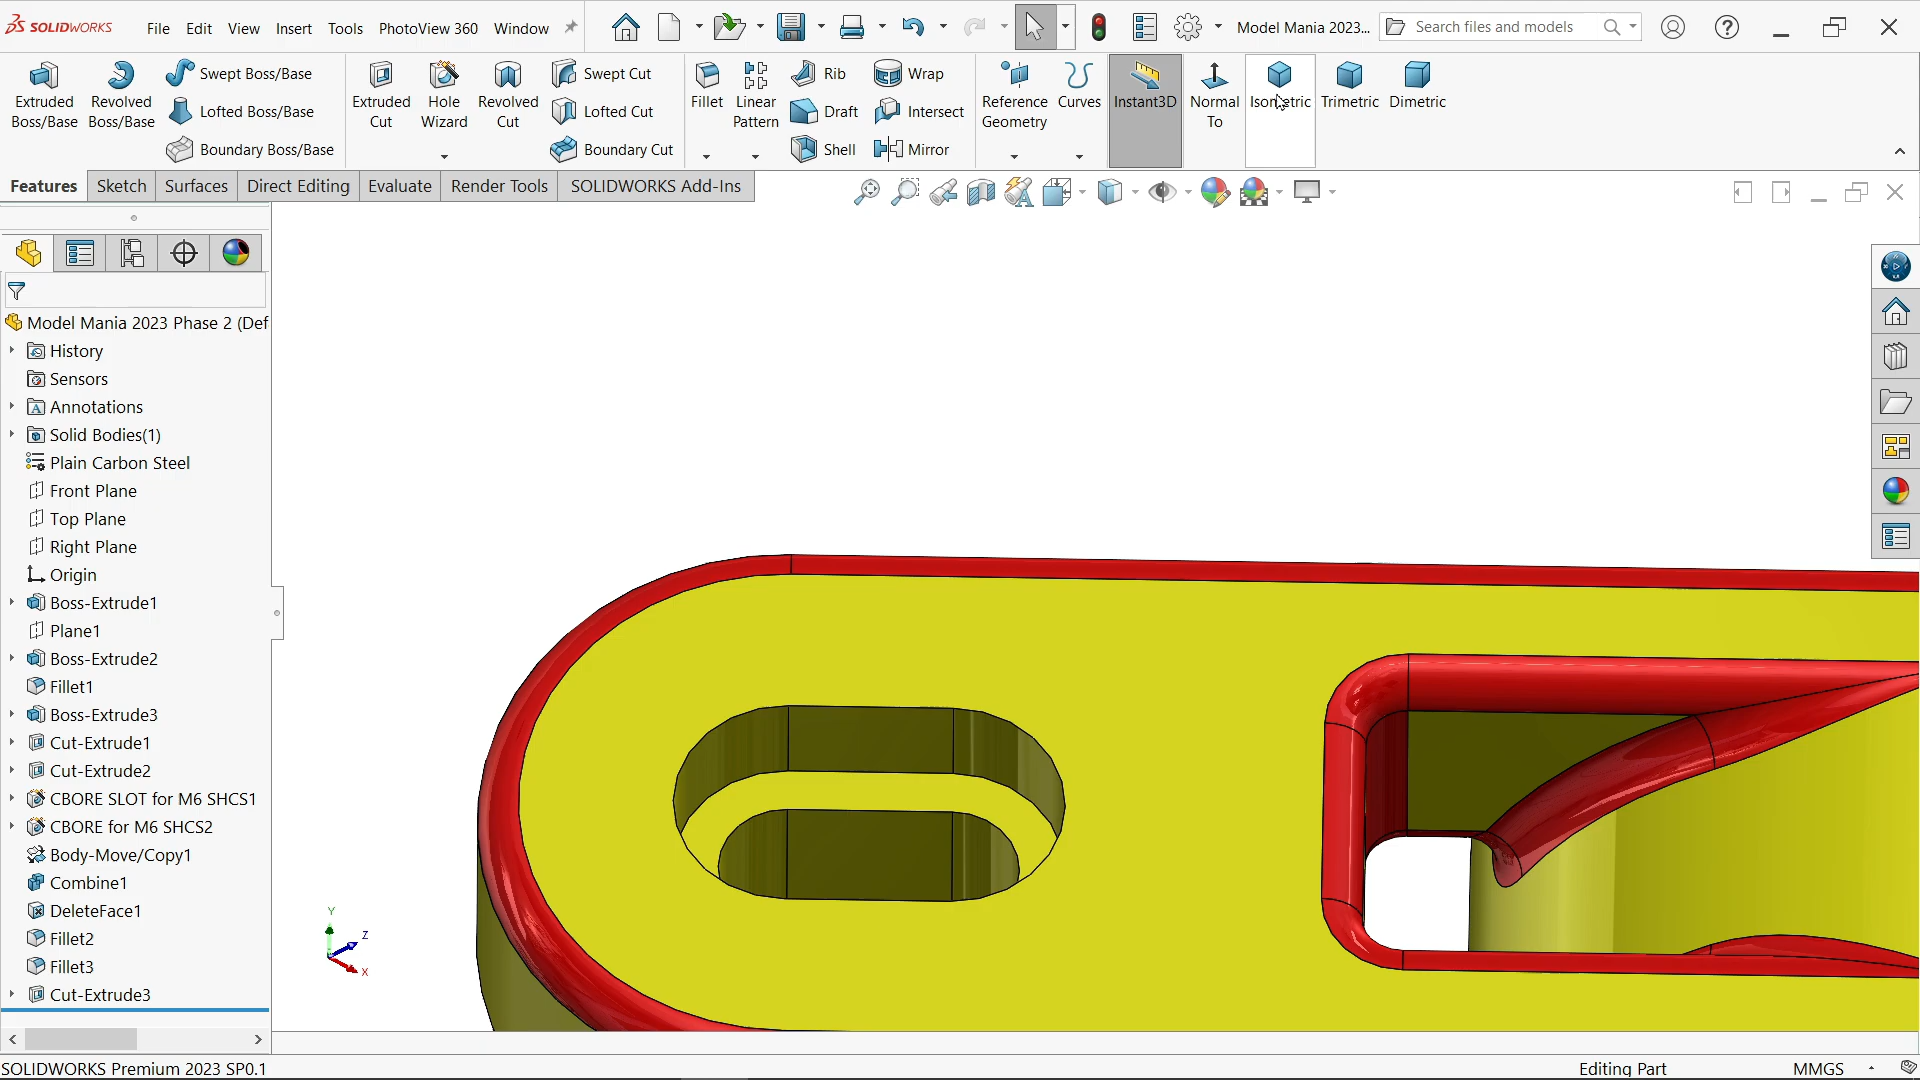 SOLIDWORKS File Edit View Insert Tools PhotoView 360 Window Model Mania 2023... Search files and models
Extruded Boss/Base
Revolved Boss/Base
Swept Boss/Base
Lofted Boss/Base
Boundary Boss/Base
Extruded Cut
Hole Wizard
Revolved Cut
Swept Cut
Lofted Cut
Boundary Cut
Fillet
Linear Pattern
Rib
Draft
Shell
Wrap
Intersect
Mirror
Reference Geometry
Curves
Instant3D
Normal To
Isometric
Trimetric
Dimetric
Features Sketch Surfaces Direct Editing Evaluate Render Tools SOLIDWORKS Add-Ins
Model Mania 2023 Phase 2 (Def
History
Sensors
Annotations
Solid Bodies(1)
Plain Carbon Steel
Front Plane
Top Plane
Right Plane
Origin
Boss-Extrude1
Plane1
Boss-Extrude2
Fillet1
Boss-Extrude3
Cut-Extrude1
Cut-Extrude2
CBORE SLOT for M6 SHCS1
CBORE for M6 SHCS2
Body-Move/Copy1
Combine1
DeleteFace1
Fillet2
Fillet3
Cut-Extrude3
Y
Z
X
SOLIDWORKS Premium 2023 SP0.1 Editing Part MMGS